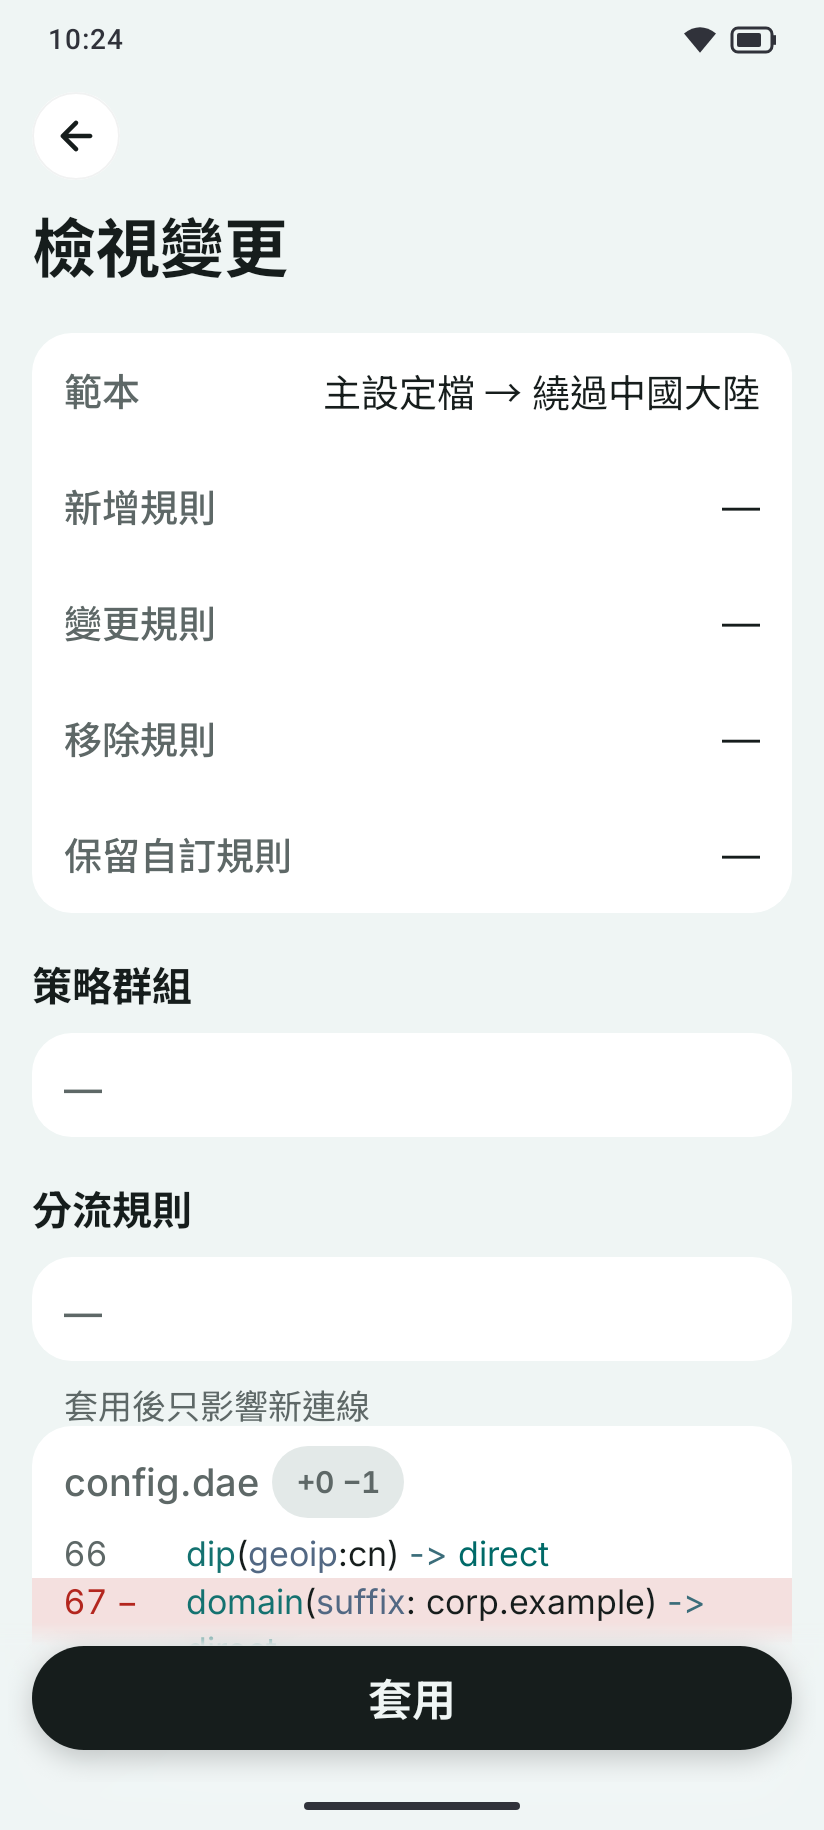 10:24
檢視變更
範本 主設定檔 → 繞過中國大陸
新增規則 —
變更規則 —
移除規則 —
保留自訂規則 —
策略群組
—
分流規則
—
套用後只影響新連線
config.dae +0 −1
66 dip(geoip:cn) -> direct
67 − domain(suffix: corp.example) ->
direct
套用